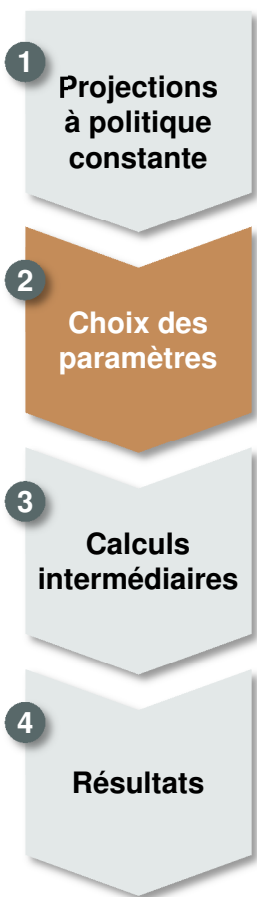 1
Projections
à politique
constante
2
Choix des
paramètres
3
Calculs
intermédiaires
4
Résultats